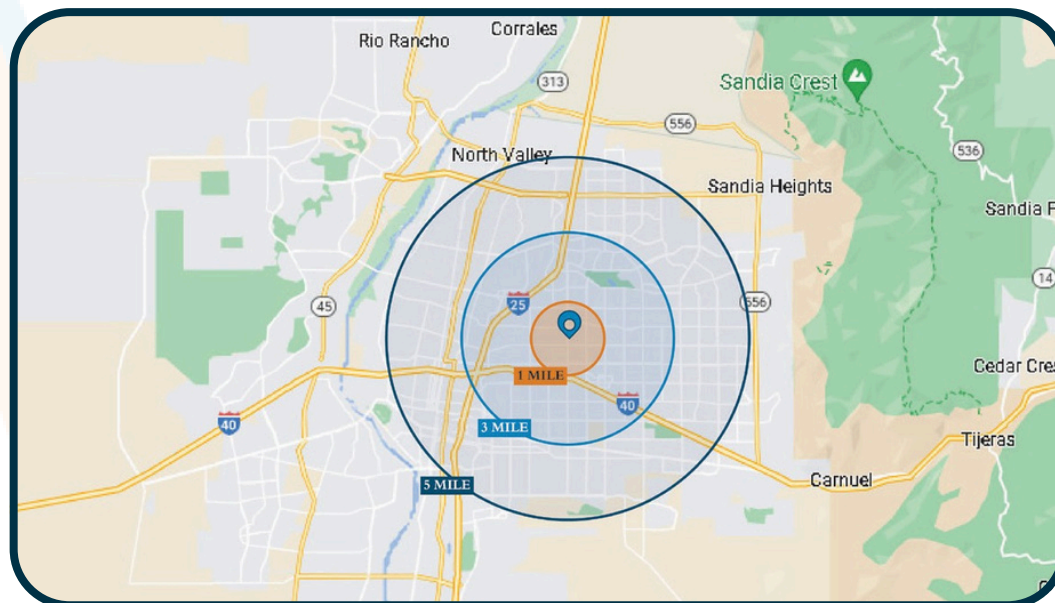 Corrales
Rio Rancho
313
Sandia Crest
556
536
North Valley
Sandia Heights
Sandia F
14
25
556
45
1 MILE
Cedar Cres
40
40
3 MILE
Tijeras
Carnuel
5 MILE